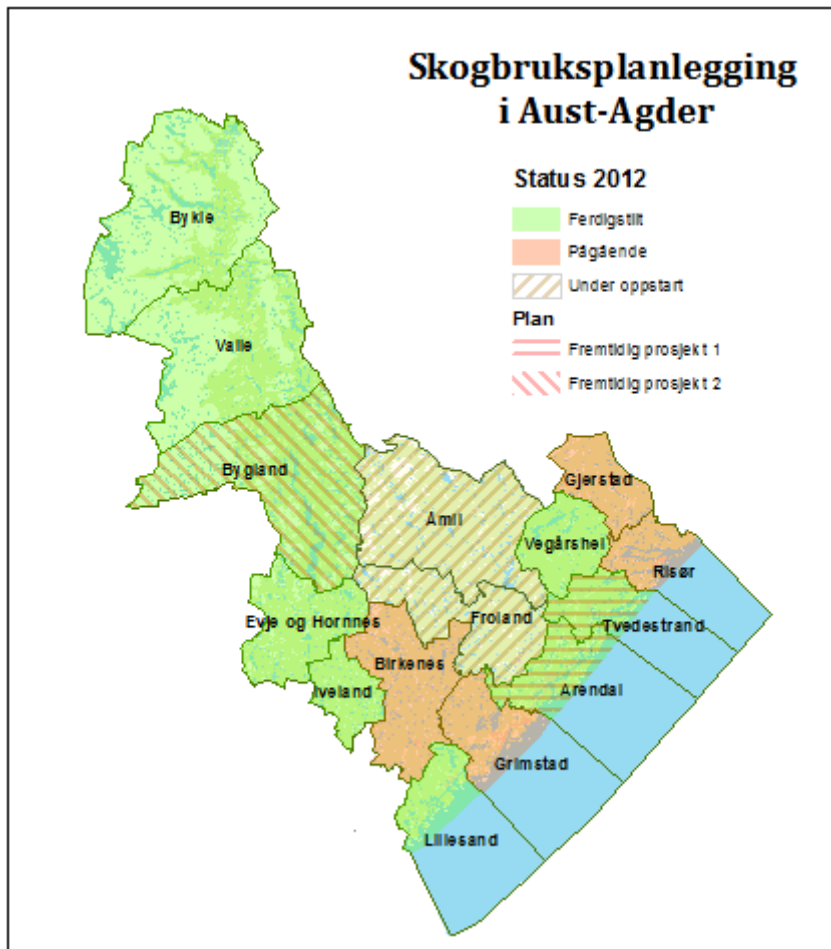 Skogbruksplanlegging
i Aust-Agder
Status 2012
Ferdigstilt
Pågående
Under oppstart
Plan
Fremtidig prosjekt 1
Fremtidig prosjekt 2
Bykle
Valle
Bygland
Åmli
Gjerstad
Vegårshei
Risør
Evje og Hornnes
Froland
Tvedestrand
Birkenes
Iveland
Arendal
Grimstad
Lillesand